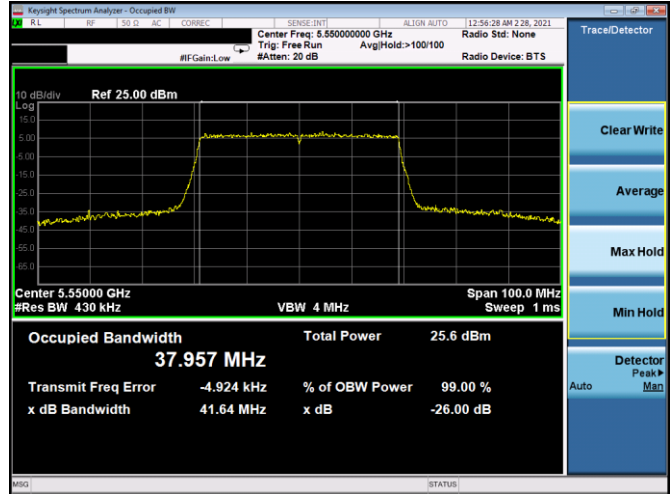 Keysight Spectrum Analyzer - Occupied BW
RL RF 50 Ω AC CORREC SENSE:INT ALIGN AUTO 12:56:28 AM 2 28, 2021
Center Freq: 5.550000000 GHz Radio Std: None
Trig: Free Run Avg|Hold:>100/100
#IFGain:Low #Atten: 20 dB Radio Device: BTS
Trace/Detector
10 dB/div Ref 25.00 dBm
Log
15.0
5.00
-5.00
-15.0
-25.0
-35.0
-45.0
-55.0
-65.0
Center 5.55000 GHz Span 100.0 MHz
#Res BW 430 kHz VBW 4 MHz Sweep 1 ms
Occupied Bandwidth Total Power 25.6 dBm
37.957 MHz
Transmit Freq Error -4.924 kHz % of OBW Power 99.00 %
x dB Bandwidth 41.64 MHz x dB -26.00 dB
Clear Write
Average
Max Hold
Min Hold
Detector
Peak▶
Auto Man
MSG STATUS